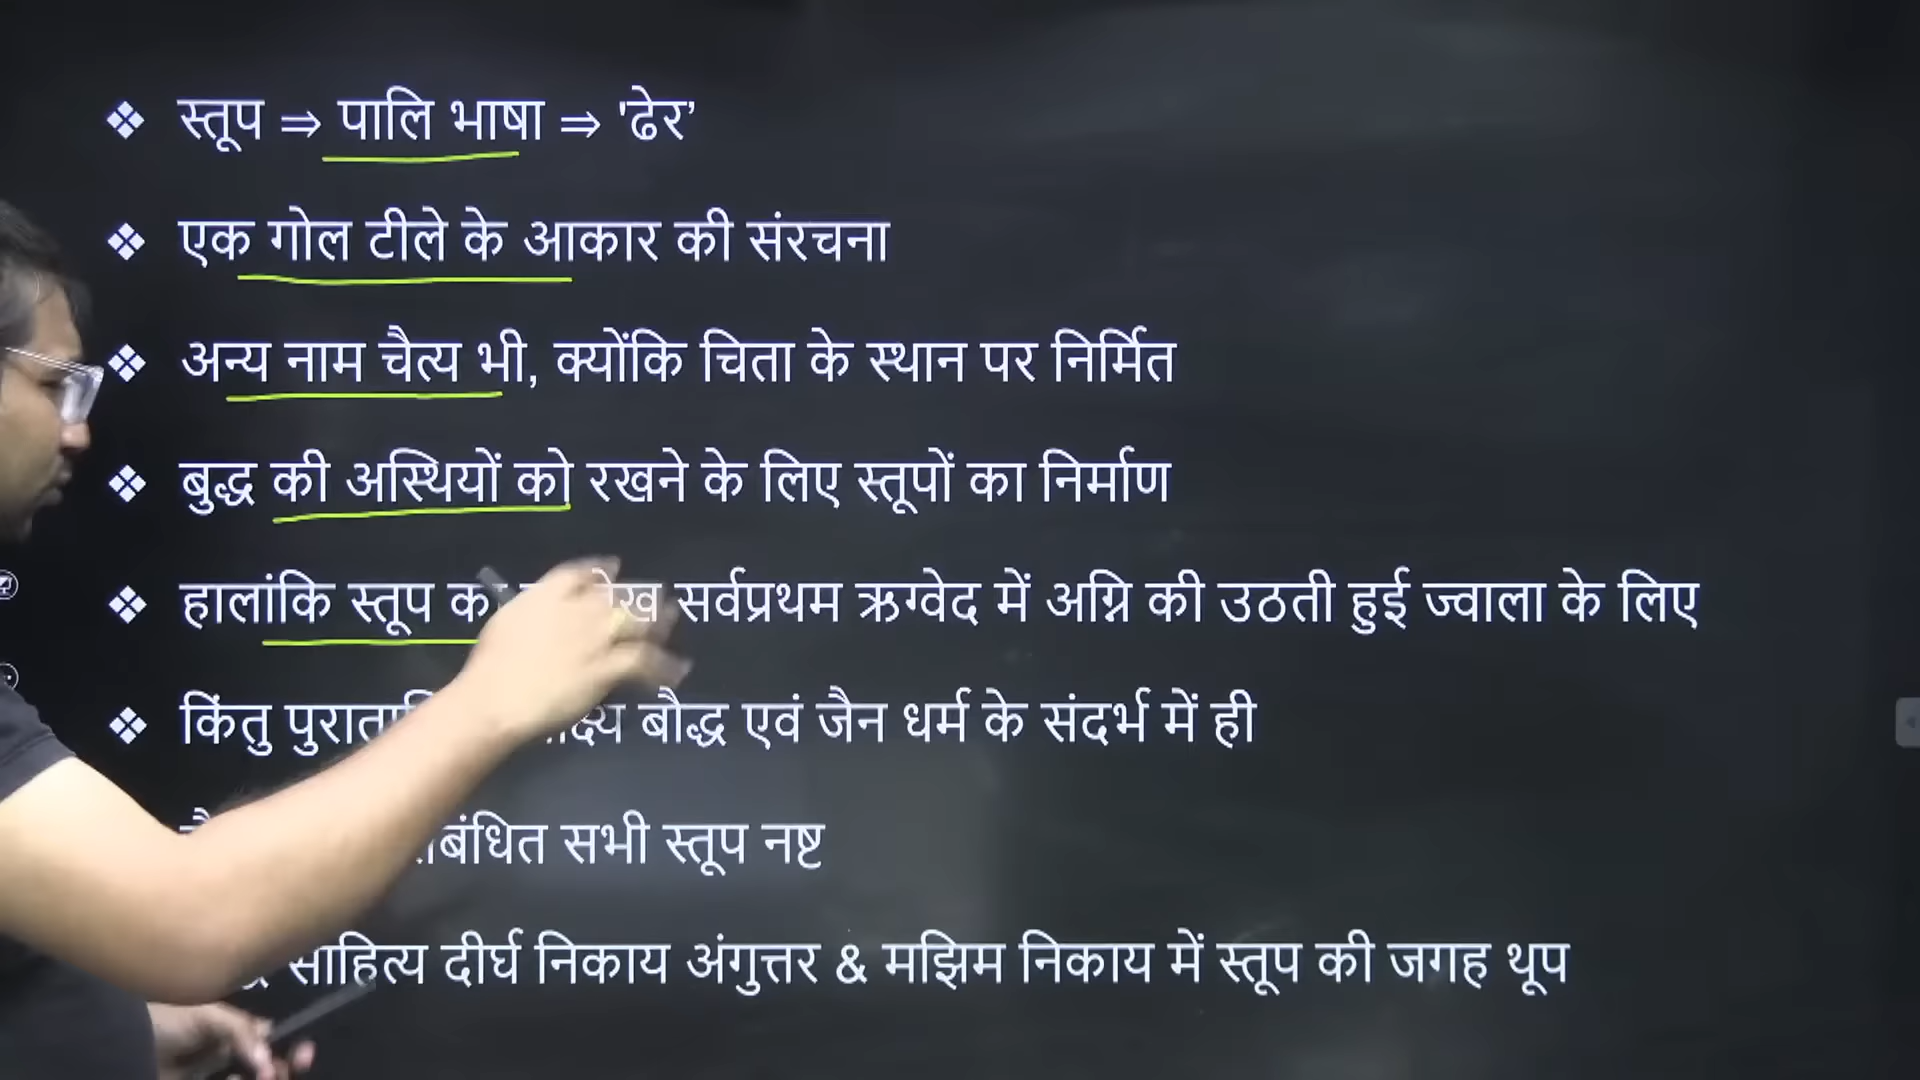 ❖ स्तूप ⇒ पालि भाषा ⇒ 'ढेर’
❖ एक गोल टीले के आकार की संरचना
❖ अन्य नाम चैत्य भी, क्योंकि चिता के स्थान पर निर्मित
❖ बुद्ध की अस्थियों को रखने के लिए स्तूपों का निर्माण
❖ हालांकि स्तूप सर्वप्रथम ऋग्वेद में अग्नि की उठती हुई ज्वाला के लिए
❖ किंतु बौद्ध एवं जैन धर्म के संदर्भ में ही
सभी स्तूप नष्ट
साहित्य दीर्घ निकाय अंगुत्तर & मझिम निकाय में स्तूप की जगह थूप